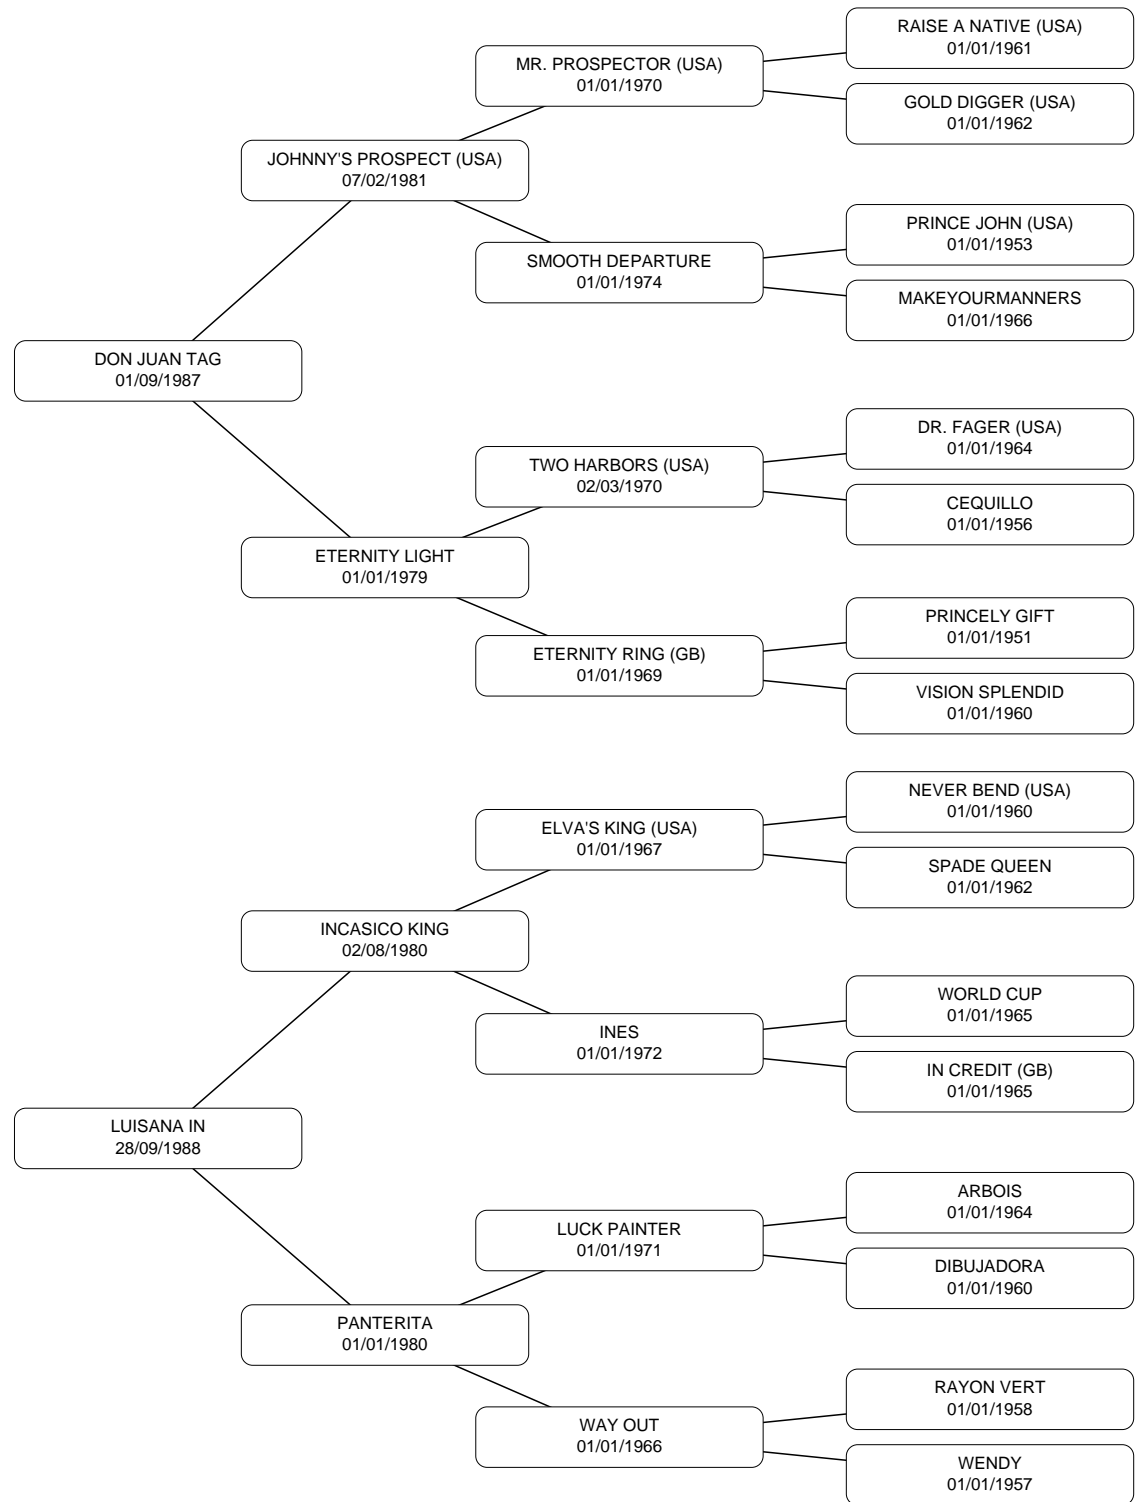 RAISE A NATIVE (USA)
01/01/1961
MR. PROSPECTOR (USA)
01/01/1970
GOLD DIGGER (USA)
01/01/1962
JOHNNY'S PROSPECT (USA)
07/02/1981
PRINCE JOHN (USA)
01/01/1953
SMOOTH DEPARTURE
01/01/1974
MAKEYOURMANNERS
01/01/1966
DON JUAN TAG
01/09/1987
DR. FAGER (USA)
01/01/1964
TWO HARBORS (USA)
02/03/1970
CEQUILLO
01/01/1956
ETERNITY LIGHT
01/01/1979
PRINCELY GIFT
01/01/1951
ETERNITY RING (GB)
01/01/1969
VISION SPLENDID
01/01/1960
NEVER BEND (USA)
01/01/1960
ELVA'S KING (USA)
01/01/1967
SPADE QUEEN
01/01/1962
INCASICO KING
02/08/1980
WORLD CUP
01/01/1965
INES
01/01/1972
IN CREDIT (GB)
01/01/1965
LUISANA IN
28/09/1988
ARBOIS
01/01/1964
LUCK PAINTER
01/01/1971
DIBUJADORA
01/01/1960
PANTERITA
01/01/1980
RAYON VERT
01/01/1958
WAY OUT
01/01/1966
WENDY
01/01/1957